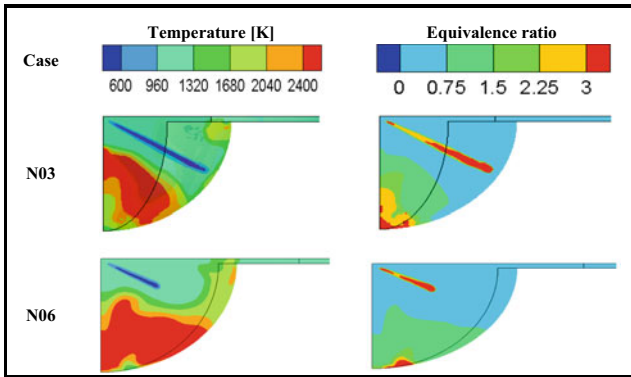 Temperature [K]
Equivalence ratio
Case
600 960 1320 1680 2040 2400
0 0.75 1.5 2.25 3
N03
N06